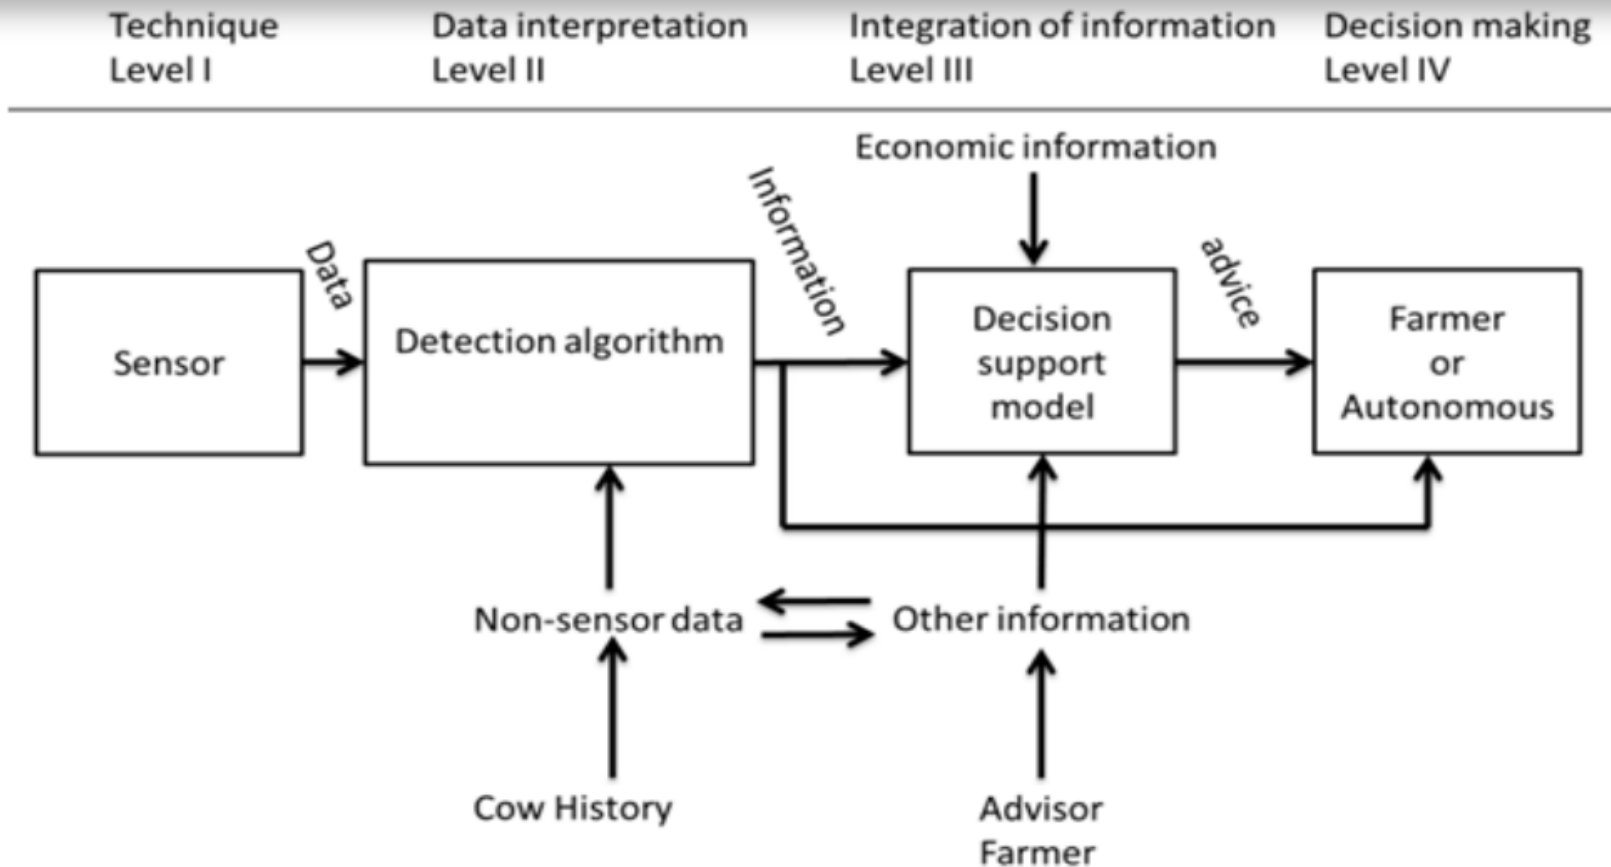 Technique
Level I
Data interpretation
Level II
Integration of information
Level III
Decision making
Level IV
Economic information
Information
Data
advice
Sensor
Detection algorithm
Decision
support
model
Farmer
or
Autonomous
Non-sensor data
Other information
Cow History
Advisor
Farmer